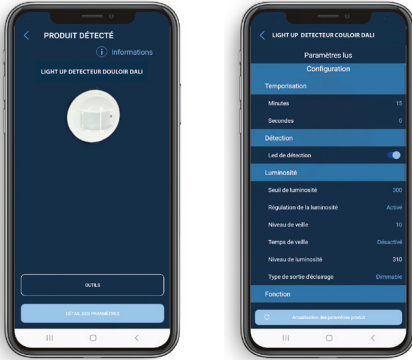 PRODUIT DÉTECTÉ
Informations
LIGHT UP DETECTEUR DOULOIR DALI
OUTILS
DÉTAIL DES PARAMÈTRES
LIGHT UP DETECTEUR COULOIR DALI
Paramètres lus
Configuration
Temporisation
Minutes 15
Secondes 0
Détection
Led de détection
Luminosité
Seuil de luminosité 300
Régulation de la luminosité Activé
Niveau de veille 10
Temps de veille Désactivé
Niveau de luminosité 310
Type de sortie d'éclairage Dimmable
Fonction
Actualisation des paramètres produit